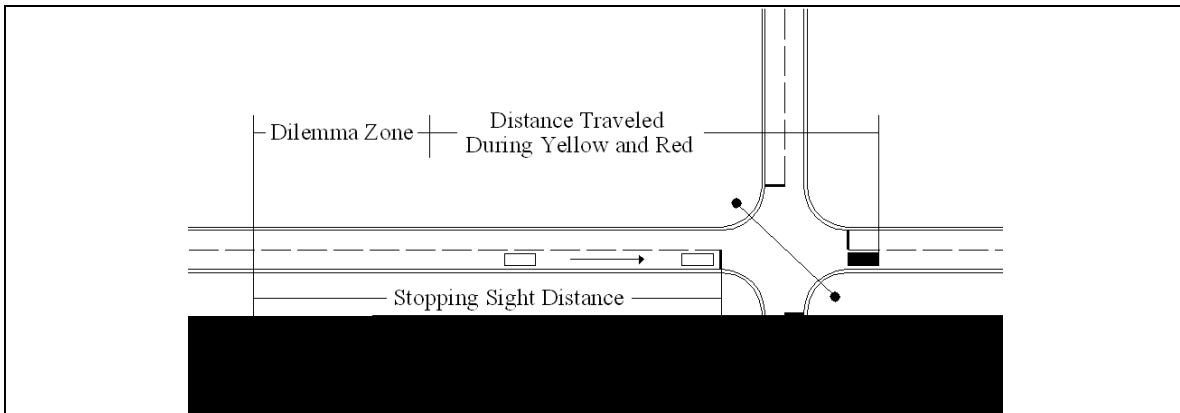 Dilemma Zone
Distance Traveled
During Yellow and Red
Stopping Sight Distance